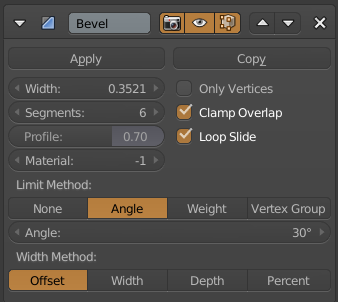 Bevel
Apply Copy
Width: 0.3521 Only Vertices
Segments: 6 Clamp Overlap
Profile: 0.70 Loop Slide
Material: -1
Limit Method:
None Angle Weight Vertex Group
Angle: 30°
Width Method:
Offset Width Depth Percent